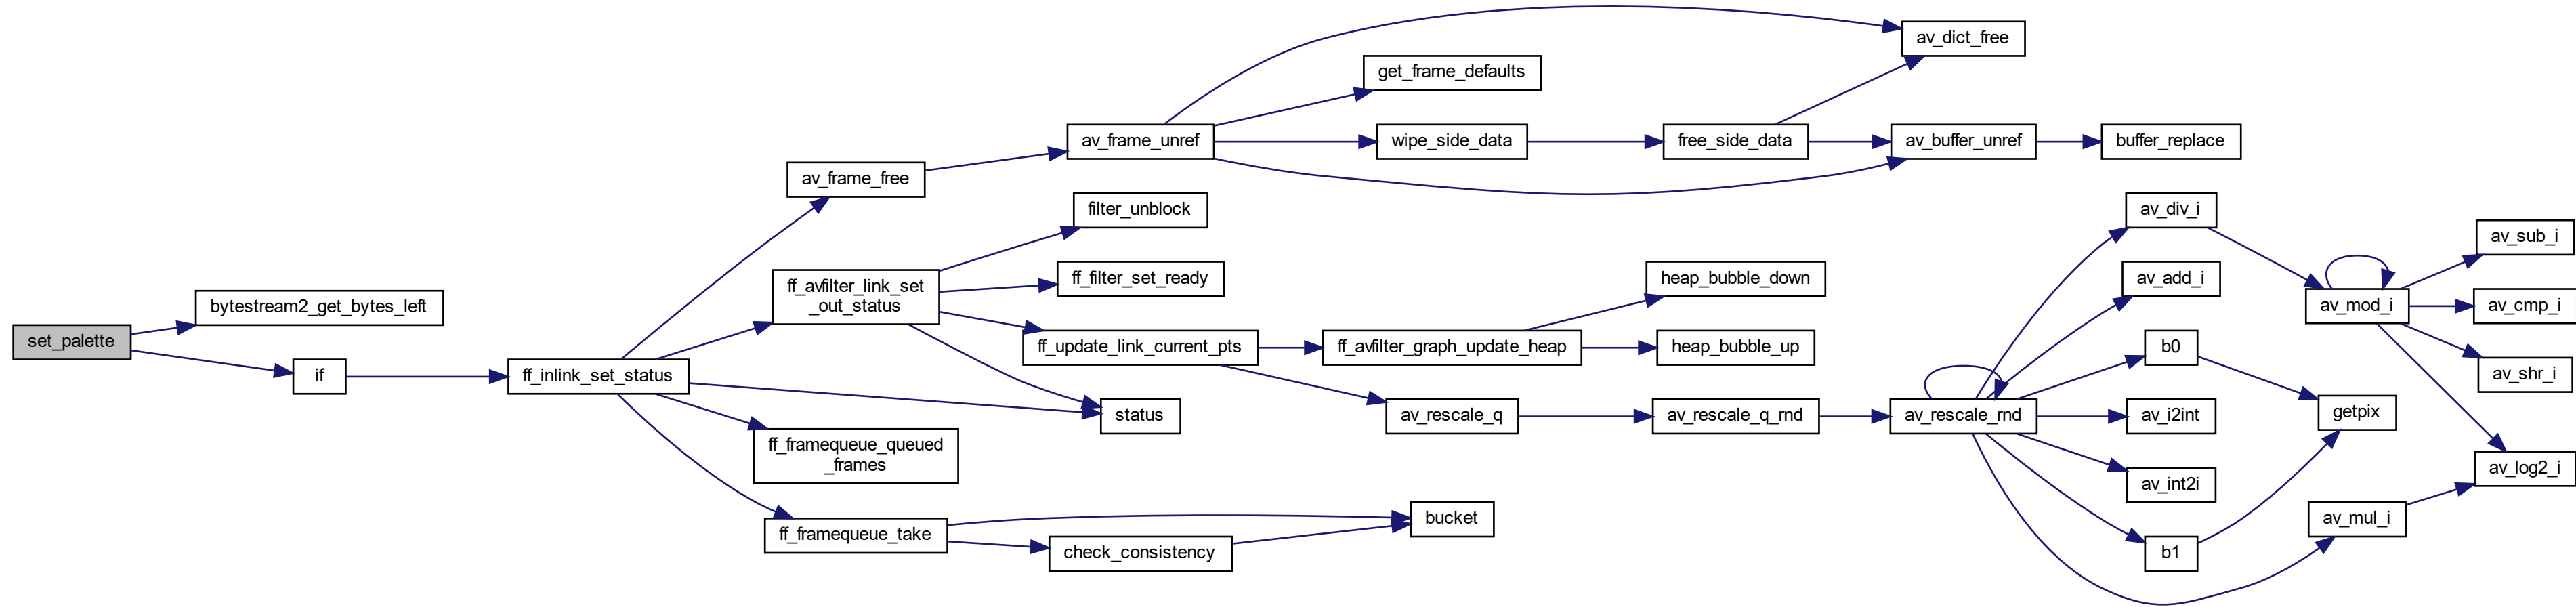 set_palette
bytestream2_get_bytes_left
if
ff_inlink_set_status
av_frame_free
ff_avfilter_link_set
_out_status
ff_framequeue_queued
_frames
ff_framequeue_take
av_frame_unref
filter_unblock
ff_filter_set_ready
ff_update_link_current_pts
status
check_consistency
get_frame_defaults
wipe_side_data
ff_avfilter_graph_update_heap
av_rescale_q
bucket
free_side_data
heap_bubble_down
heap_bubble_up
av_rescale_q_rnd
av_dict_free
av_buffer_unref
av_rescale_rnd
buffer_replace
av_div_i
av_add_i
b0
av_i2int
av_int2i
b1
av_mod_i
getpix
av_mul_i
av_sub_i
av_cmp_i
av_shr_i
av_log2_i